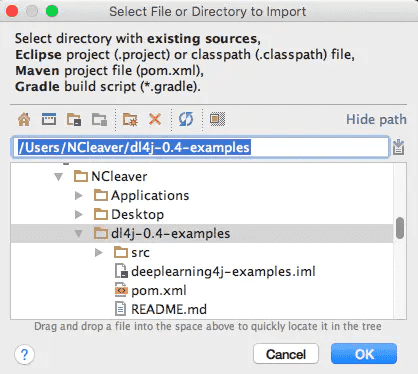 Select File or Directory to Import
Select directory with existing sources,
Eclipse project (.project) or classpath (.classpath) file,
Maven project file (pom.xml),
Gradle build script (*.gradle).
Hide path
/Users/NCleaver/dl4j-0.4-examples
NCleaver
Applications
Desktop
dl4j-0.4-examples
src
deeplearning4j-examples.iml
pom.xml
README.md
Drag and drop a file into the space above to quickly locate it in the tree
? Cancel OK